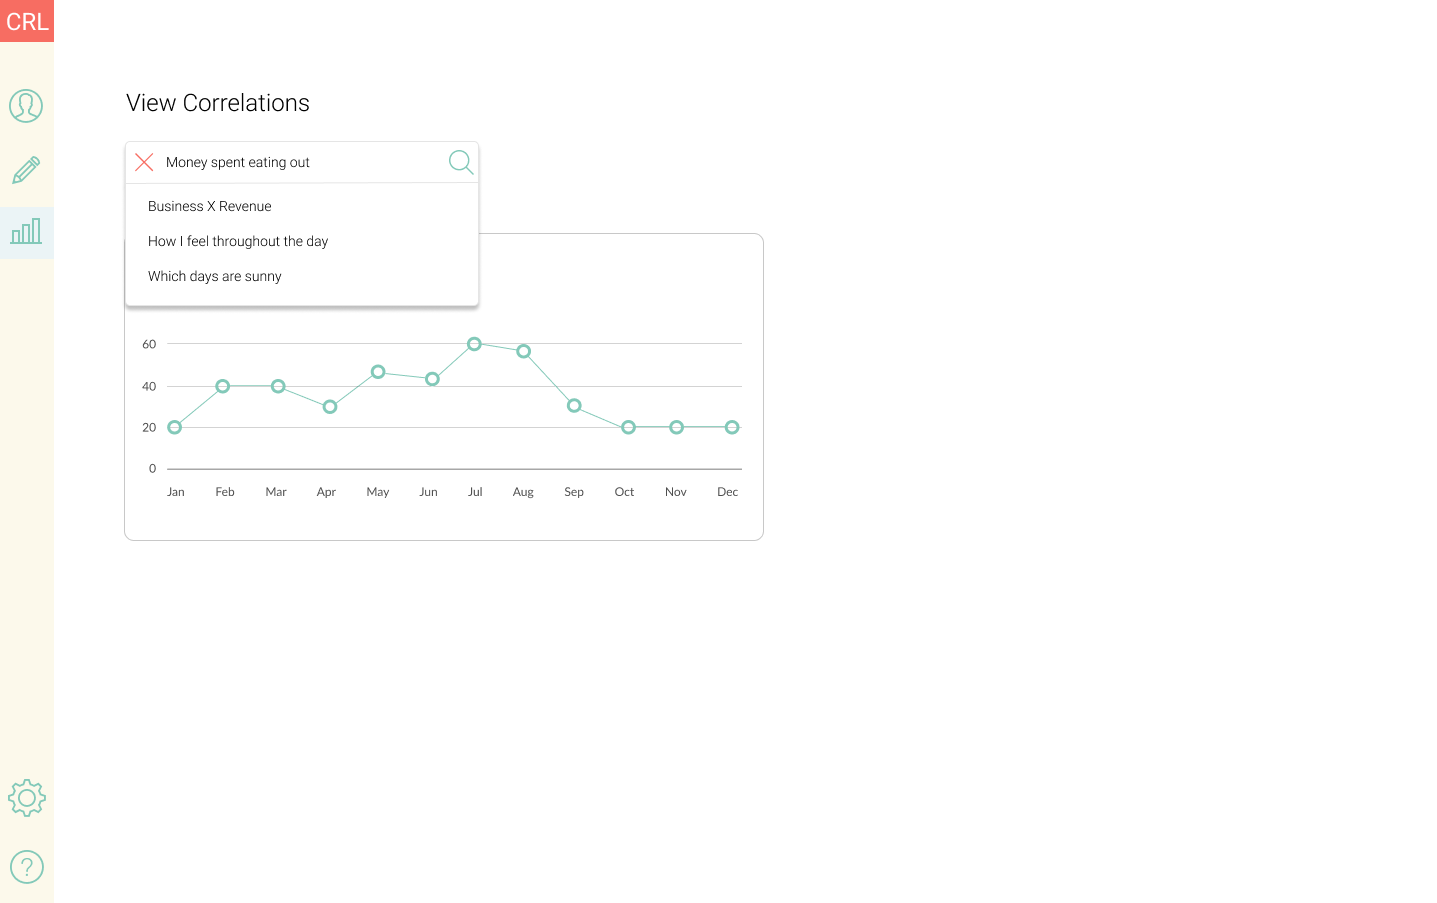 CRL
View Correlations
Money spent eating out
Business X Revenue
How I feel throughout the day
Which days are sunny
60
40
20
0
Jan Feb Mar Apr May Jun Jul Aug Sep Oct Nov Dec
?